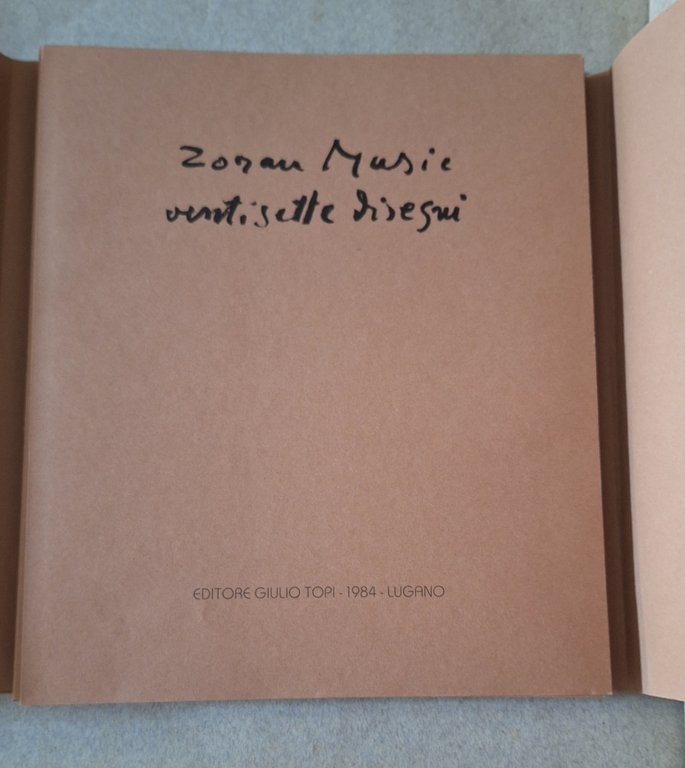 Zoran Music
ventisette disegni
EDITORE GIULIO TOPI - 1984 - LUGANO